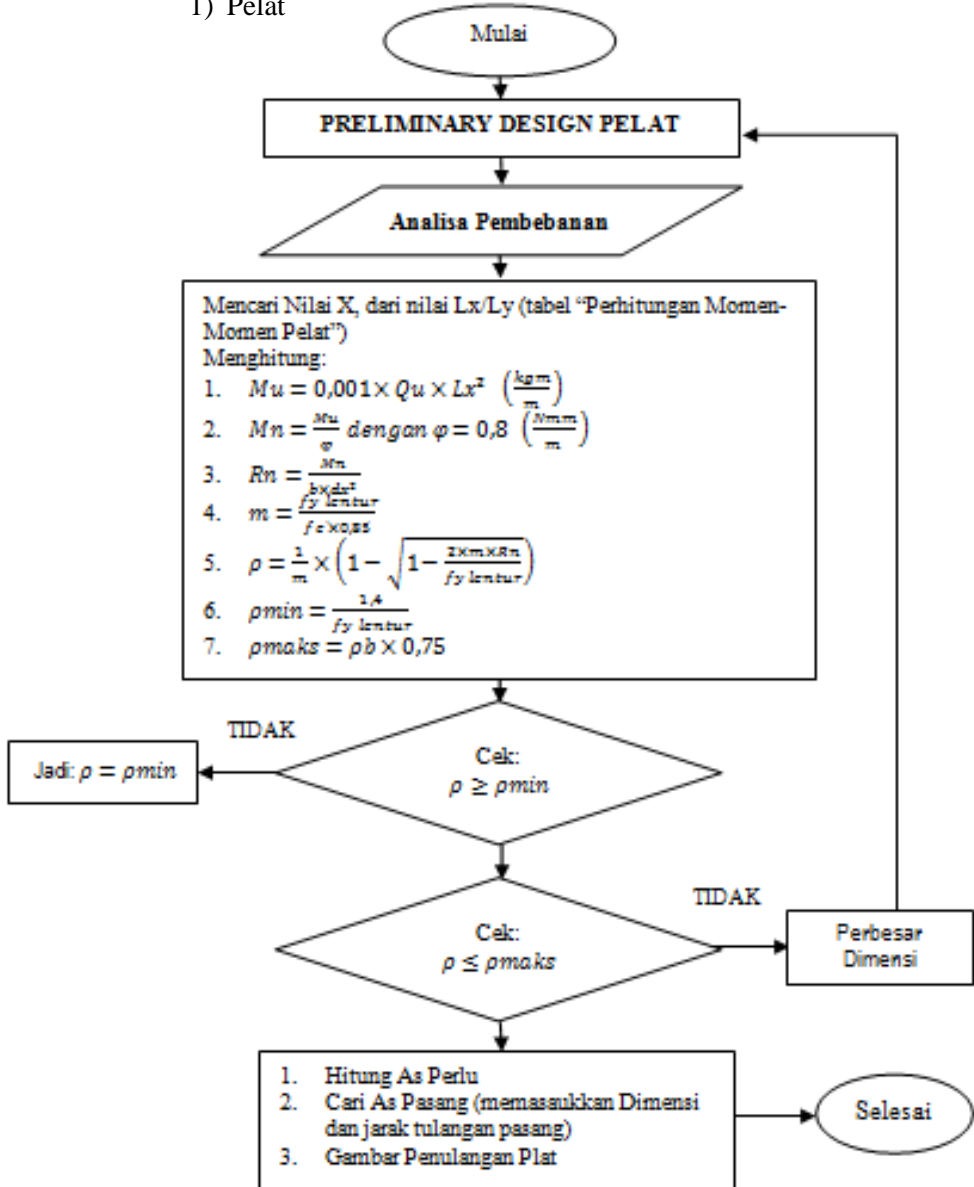 1) Pelat
Mulai
PRELIMINARY DESIGN PELAT
Analisa Pembebanan
Mencari Nilai X, dari nilai Lx/Ly (tabel “Perhitungan Momen-
Momen Pelat”)
Menghitung:
1. Mu = 0,001 × Qu × Lx² (kgm/m)
2. Mn = Mu/φ dengan φ = 0,8 (Nmm/m)
3. Rn = Mn/(b×dx²)
4. m = fy lentur/(fc×0,85)
5. ρ = 1/m × (1 − √(1 − (2×m×Rn)/fy lentur))
6. ρmin = 1,4/fy lentur
7. ρmaks = ρb × 0,75
TIDAK
Cek:
ρ ≥ ρmin
Jadi: ρ = ρmin
TIDAK
Cek:
ρ ≤ ρmaks
Perbesar
Dimensi
1. Hitung As Perlu
2. Cari As Pasang (memasaukkan Dimensi
dan jarak tulangan pasang)
3. Gambar Penulangan Plat
Selesai